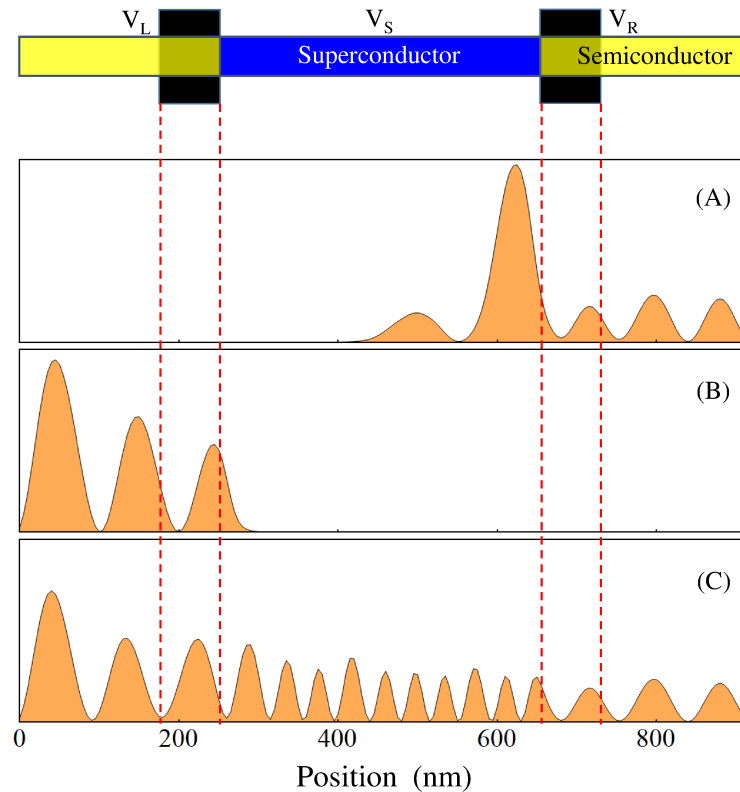 V_L V_S V_R
Superconductor Semiconductor
(A)
(B)
(C)
0 200 400 600 800
Position (nm)